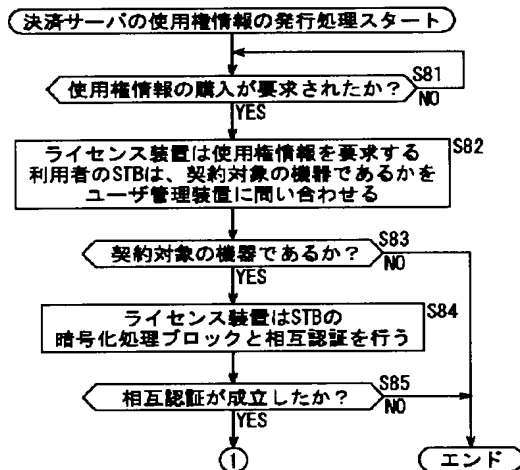 決済サーバの使用権情報の発行処理スタート
S81
使用権情報の購入が要求されたか?
NO
YES
S82
ライセンス装置は使用権情報を要求する
利用者のSTBは、契約対象の機器であるかを
ユーザ管理装置に問い合わせる
S83
契約対象の機器であるか?
NO
YES
S84
ライセンス装置はSTBの
暗号化処理ブロックと相互認証を行う
S85
相互認証が成立したか?
NO
YES
①
エンド